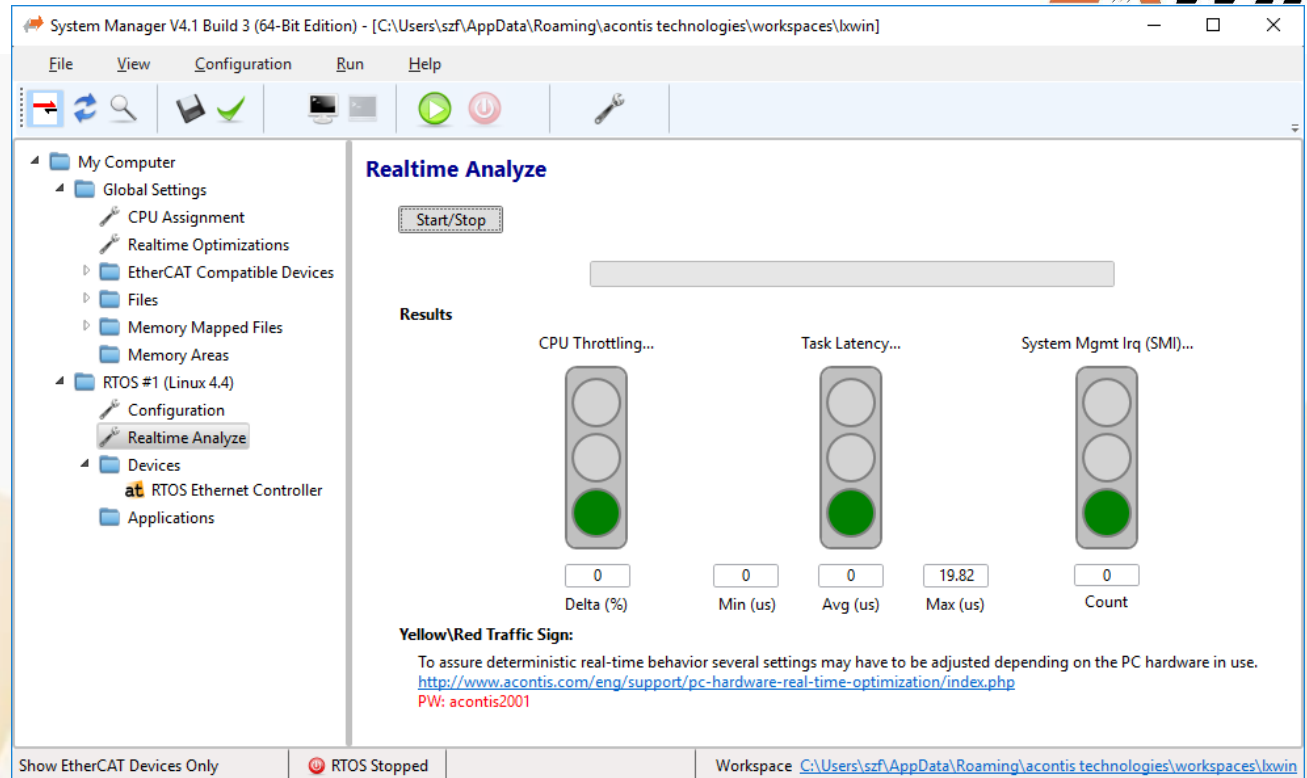 System Manager V4.1 Build 3 (64-Bit Edition) - [C:\Users\szf\AppData\Roaming\acontis technologies\workspaces\lxwin]
File View Configuration Run Help
My Computer
Global Settings
CPU Assignment
Realtime Optimizations
EtherCAT Compatible Devices
Files
Memory Mapped Files
Memory Areas
RTOS #1 (Linux 4.4)
Configuration
Realtime Analyze
Devices
at RTOS Ethernet Controller
Applications
Realtime Analyze
Start/Stop
Results
CPU Throttling... Task Latency... System Mgmt Irq (SMI)...
0 0 0 19.82 0
Delta (%) Min (us) Avg (us) Max (us) Count
Yellow\Red Traffic Sign:
To assure deterministic real-time behavior several settings may have to be adjusted depending on the PC hardware in use.
http://www.acontis.com/eng/support/pc-hardware-real-time-optimization/index.php
PW: acontis2001
Show EtherCAT Devices Only RTOS Stopped Workspace C:\Users\szf\AppData\Roaming\acontis technologies\workspaces\lxwin